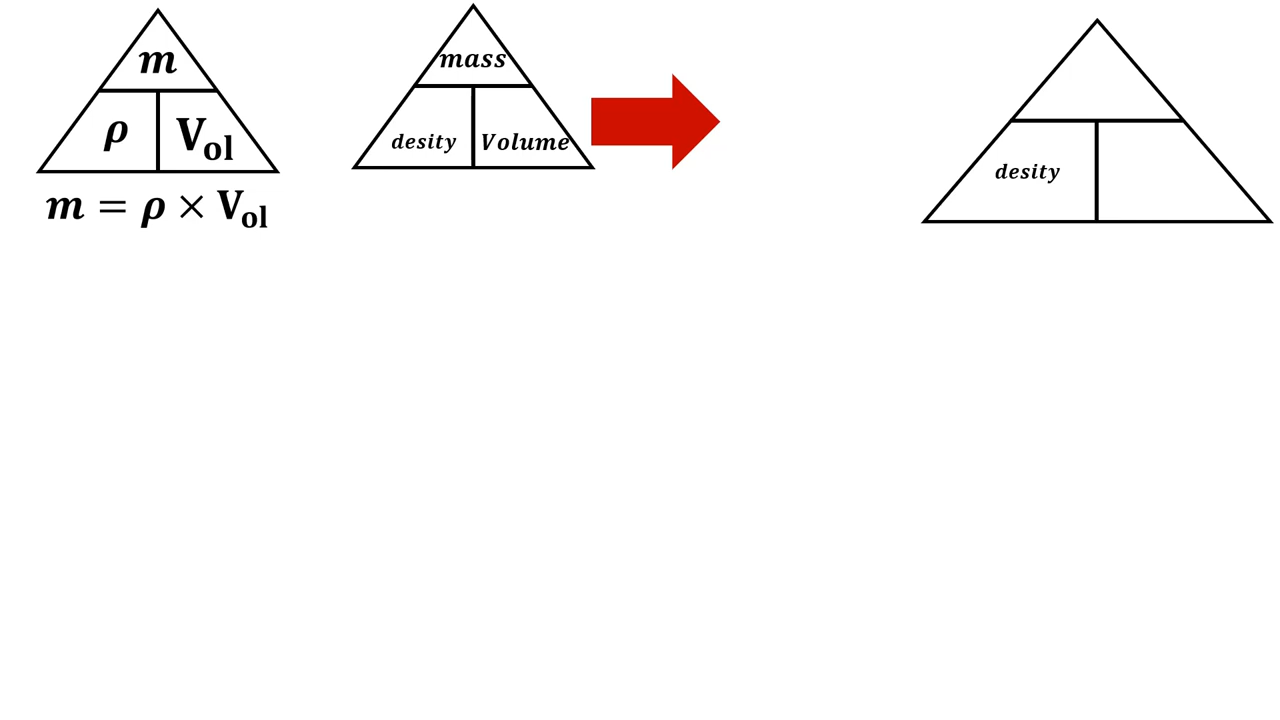 m
ρ Vol
m = ρ × Vol
mass
desity Volume
desity